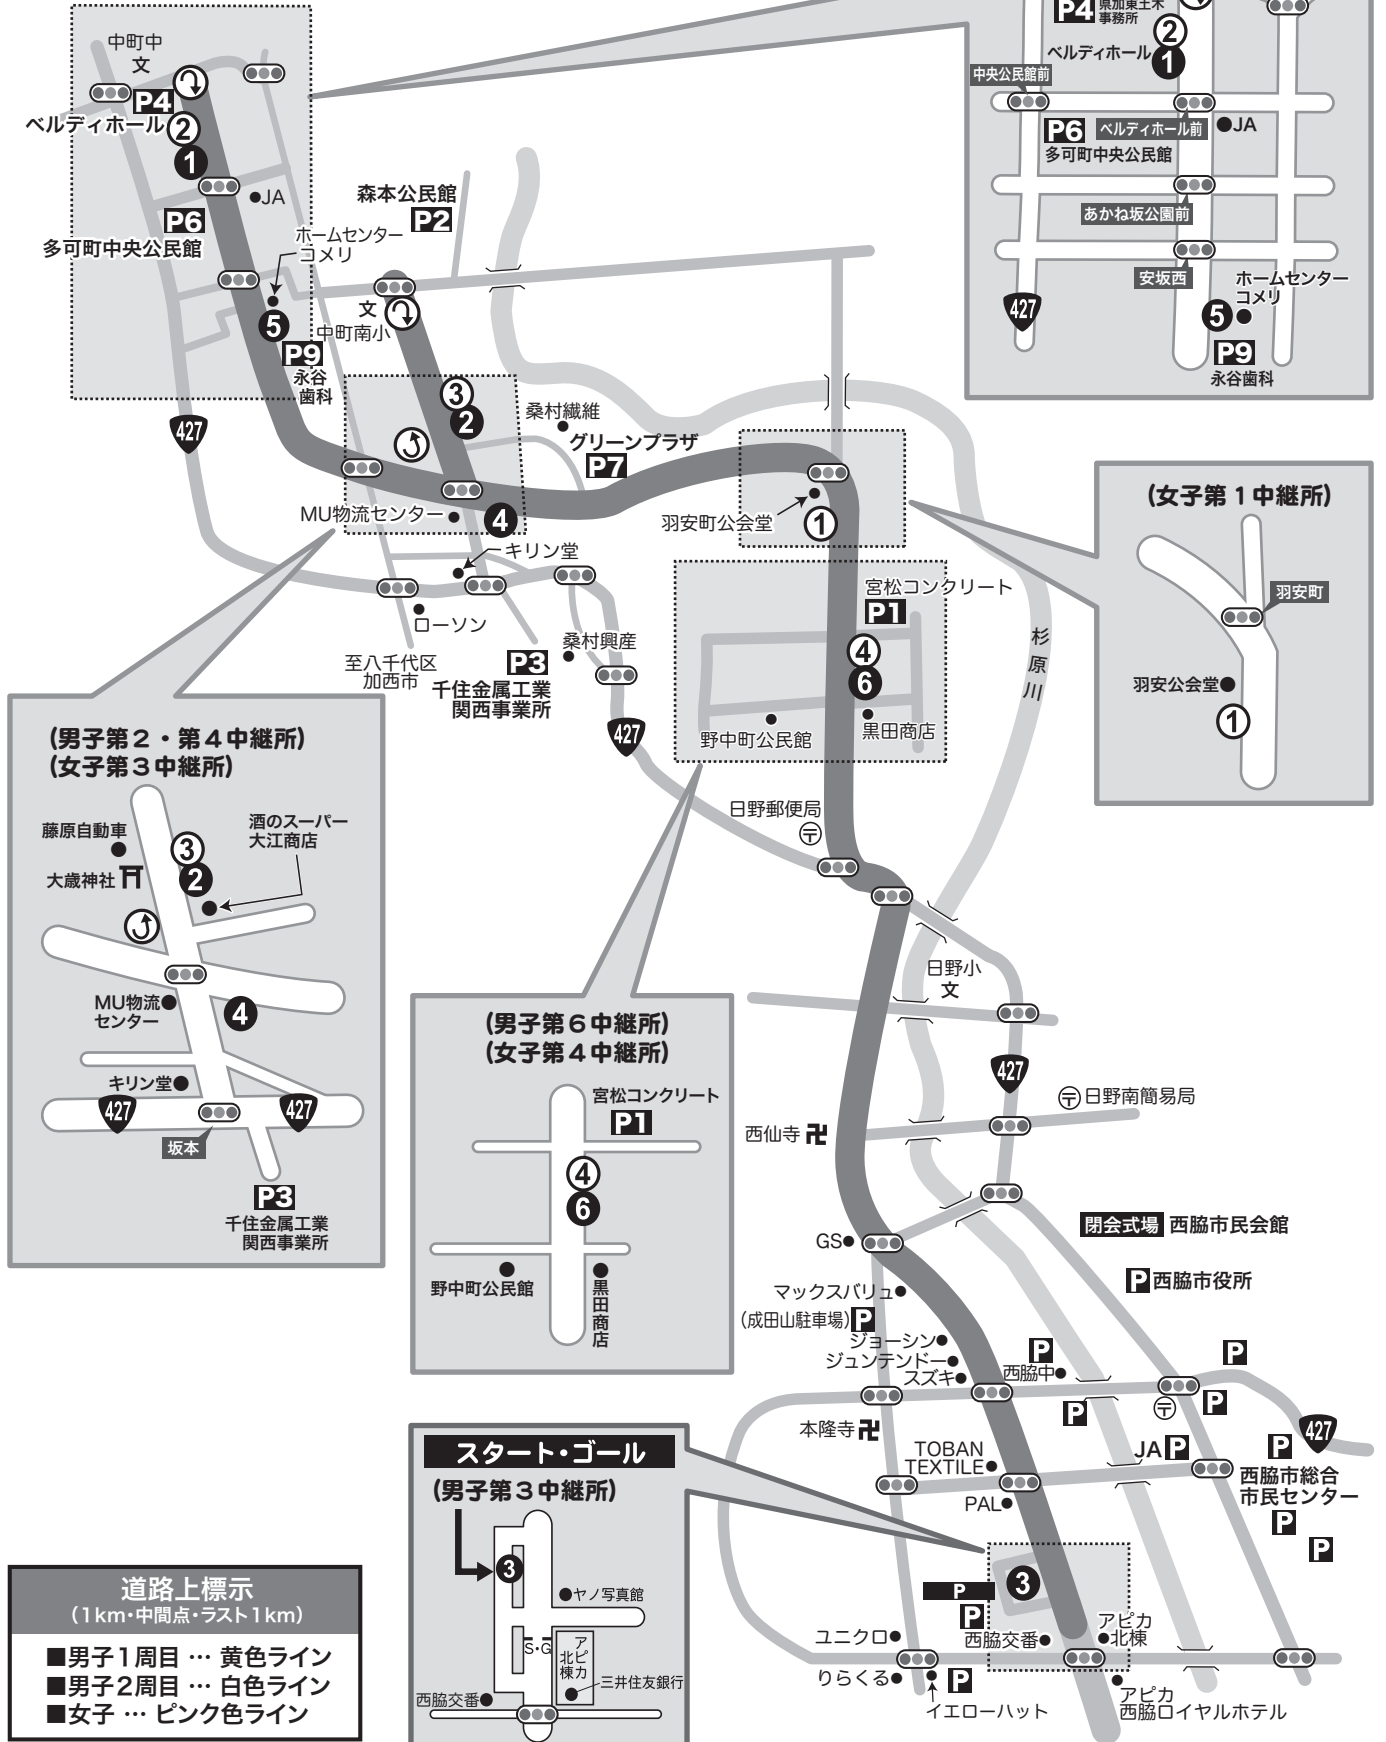 中町中
文
P4
ベルディホール
②
❶
JA
P6
多可町中央公民館
ホームセンター
コメリ
❺
P9
永谷
歯科
森本公民館
P2
文
中町南小
427
③
❷
桑村繊維
グリーンプラザ
P7
MU物流センター
❹
キリン堂
ローソン
至八千代区
加西市
桑村興産
P3
千住金属工業
関西事業所
427
羽安町公会堂
①
宮松コンクリート
P1
④
❻
野中町公民館
黒田商店
杉原川
日野郵便局
〒
日野小
文
427
〒日野南簡易局
西仙寺卍
GS
閉会式場 西脇市民会館
P西脇市役所
マックスバリュ
(成田山駐車場)P
ジョーシン
ジュンテンドー
スズキ
P
西脇中
P
P
〒
P
427
本隆寺卍
TOBAN
TEXTILE
JA P
P
西脇市総合
市民センター
PAL
P
P
P
❸
P
ユニクロ
西脇交番
アピカ
北棟
りらくる
P
イエローハット
アピカ
西脇ロイヤルホテル
P4 県加東土木
事務所
②
ベルディホール
❶
中央公民館前
P6
ベルディホール前
JA
多可町中央公民館
あかね坂公園前
安坂西
ホームセンター
コメリ
427
❺
P9
永谷歯科
(女子第1中継所)
羽安町
羽安公会堂
①
(男子第2・第4中継所)
(女子第3中継所)
藤原自動車
酒のスーパー
大江商店
③
❷
大歳神社
MU物流
センター
❹
キリン堂
427
427
坂本
P3
千住金属工業
関西事業所
(男子第6中継所)
(女子第4中継所)
宮松コンクリート
P1
④
❻
野中町公民館
黒田商店
スタート・ゴール
(男子第3中継所)
❸
ヤノ写真館
S・G
アピカ
北棟
三井住友銀行
西脇交番
道路上標示
(1km・中間点・ラスト1km)
■男子1周目 … 黄色ライン
■男子2周目 … 白色ライン
■女子 … ピンク色ライン